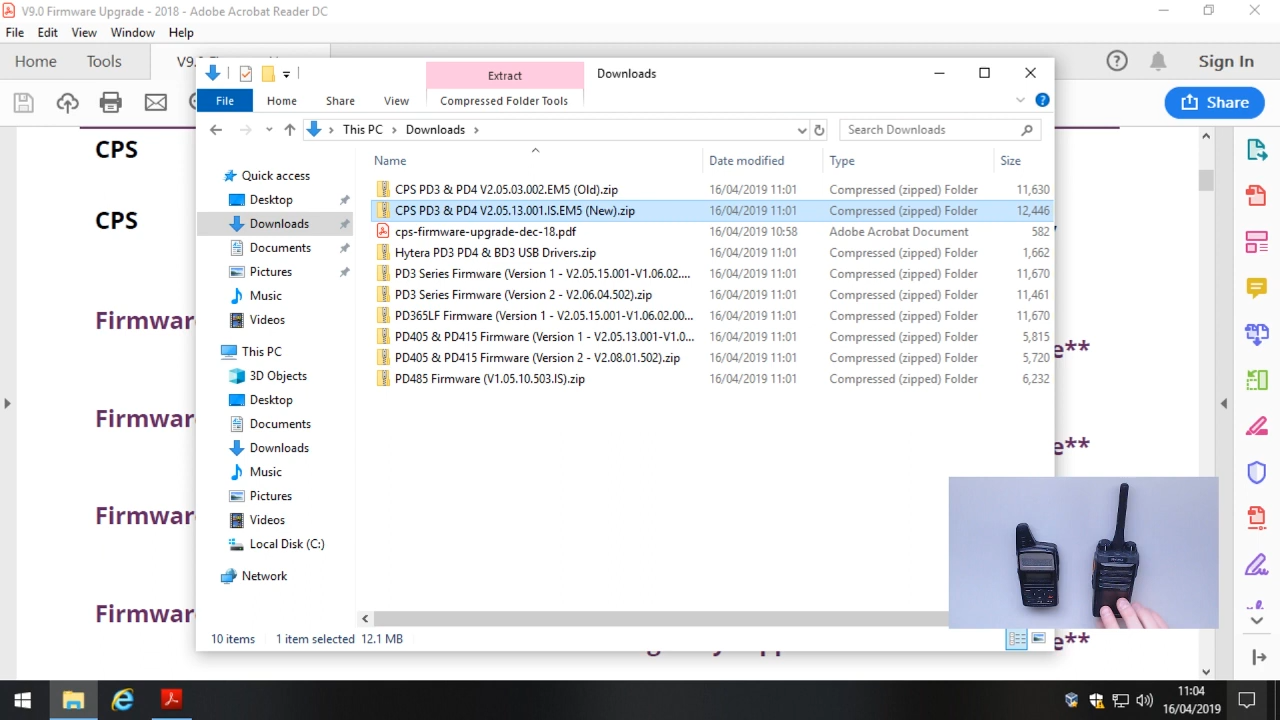 V9.0 Firmware Upgrade - 2018 - Adobe Acrobat Reader DC
File Edit View Window Help
Home Tools
Sign In
Share
CPS
CPS
Extract
Downloads
File Home Share View Compressed Folder Tools
This PC > Downloads >
Search Downloads
Name Date modified Type Size
Quick access
Desktop
Downloads
Documents
Pictures
Music
Videos
This PC
3D Objects
Desktop
Documents
Downloads
Music
Pictures
Videos
Local Disk (C:)
Network
CPS PD3 & PD4 V2.05.03.002.EM5 (Old).zip 16/04/2019 11:01 Compressed (zipped) Folder 11,630
CPS PD3 & PD4 V2.05.13.001.IS.EM5 (New).zip 16/04/2019 11:01 Compressed (zipped) Folder 12,446
cps-firmware-upgrade-dec-18.pdf 16/04/2019 10:58 Adobe Acrobat Document 582
Hytera PD3 PD4 & BD3 USB Drivers.zip 16/04/2019 11:01 Compressed (zipped) Folder 1,662
PD3 Series Firmware (Version 1 - V2.05.15.001-V1.06.02.... 16/04/2019 11:01 Compressed (zipped) Folder 11,670
PD3 Series Firmware (Version 2 - V2.06.04.502).zip 16/04/2019 11:01 Compressed (zipped) Folder 11,461
PD365LF Firmware (Version 1 - V2.05.15.001-V1.06.02.00... 16/04/2019 11:01 Compressed (zipped) Folder 11,670
PD405 & PD415 Firmware (Version 1 - V2.05.13.001-V1.0... 16/04/2019 11:01 Compressed (zipped) Folder 5,815
PD405 & PD415 Firmware (Version 2 - V2.08.01.502).zip 16/04/2019 11:01 Compressed (zipped) Folder 5,720
PD485 Firmware (V1.05.10.503.IS).zip 16/04/2019 11:01 Compressed (zipped) Folder 6,232
10 items 1 item selected 12.1 MB
11:04
16/04/2019